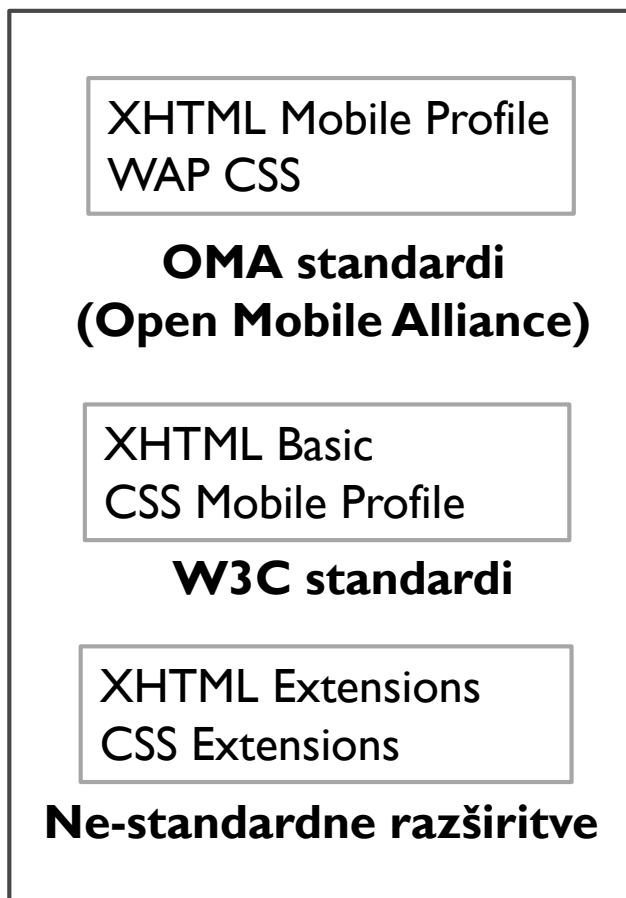 XHTML Mobile Profile
WAP CSS
OMA standardi
(Open Mobile Alliance)
XHTML Basic
CSS Mobile Profile
W3C standardi
XHTML Extensions
CSS Extensions
Ne-standardne razširitve